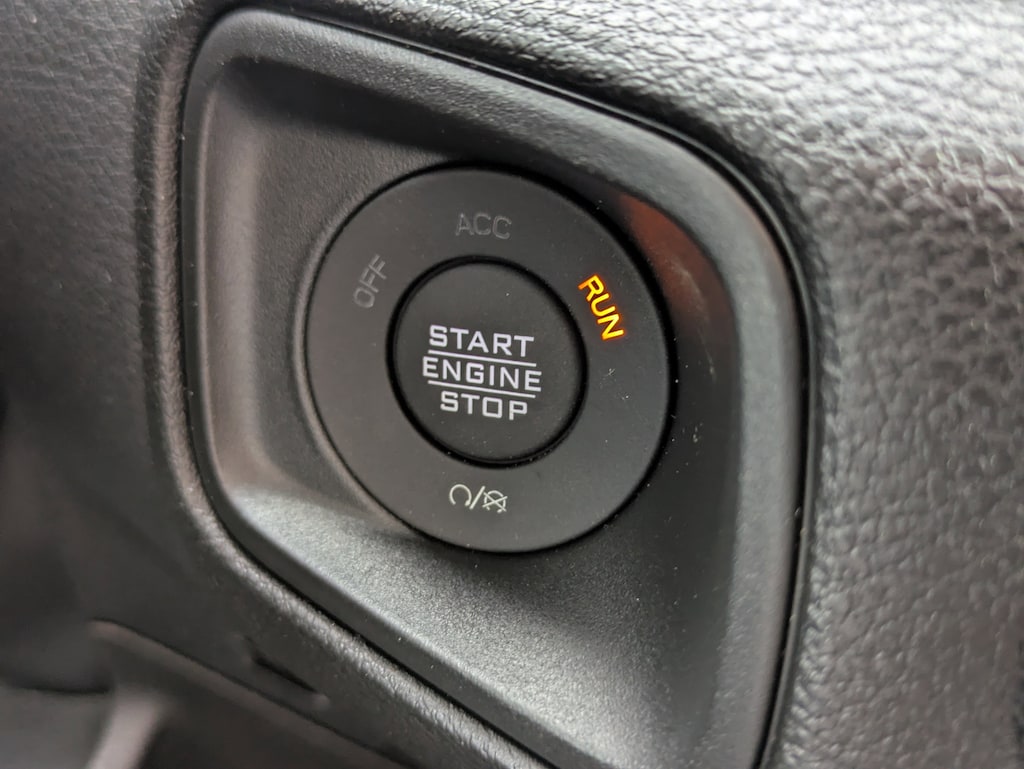 ACC
OFF
RUN
START
ENGINE
STOP